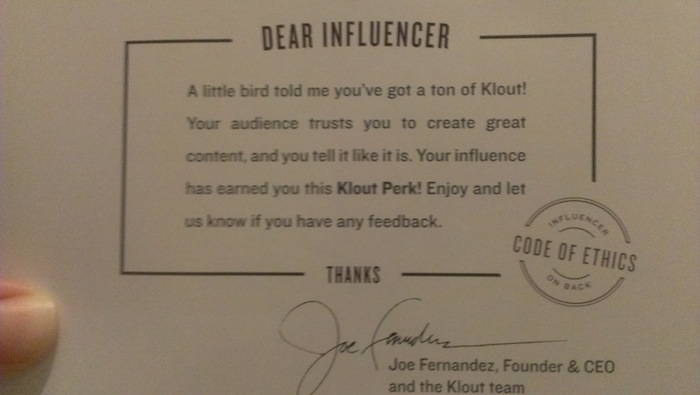 DEAR INFLUENCER
A little bird told me you've got a ton of Klout!
Your audience trusts you to create great
content, and you tell it like it is. Your influence
has earned you this Klout Perk! Enjoy and let
us know if you have any feedback.
INFLUENCER
CODE OF ETHICS
ON BACK
THANKS
Joe Fernandez
Joe Fernandez, Founder & CEO
and the Klout team